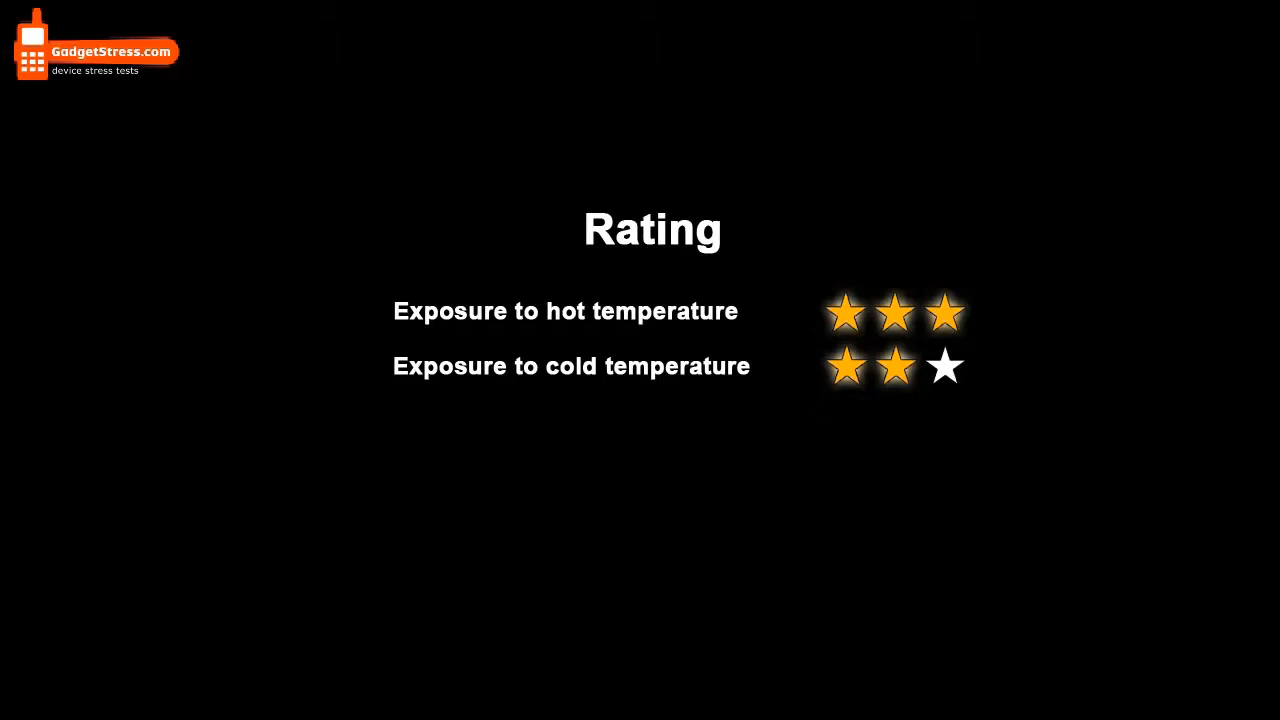 GadgetStress.com
device stress tests
Rating
Exposure to hot temperature
Exposure to cold temperature